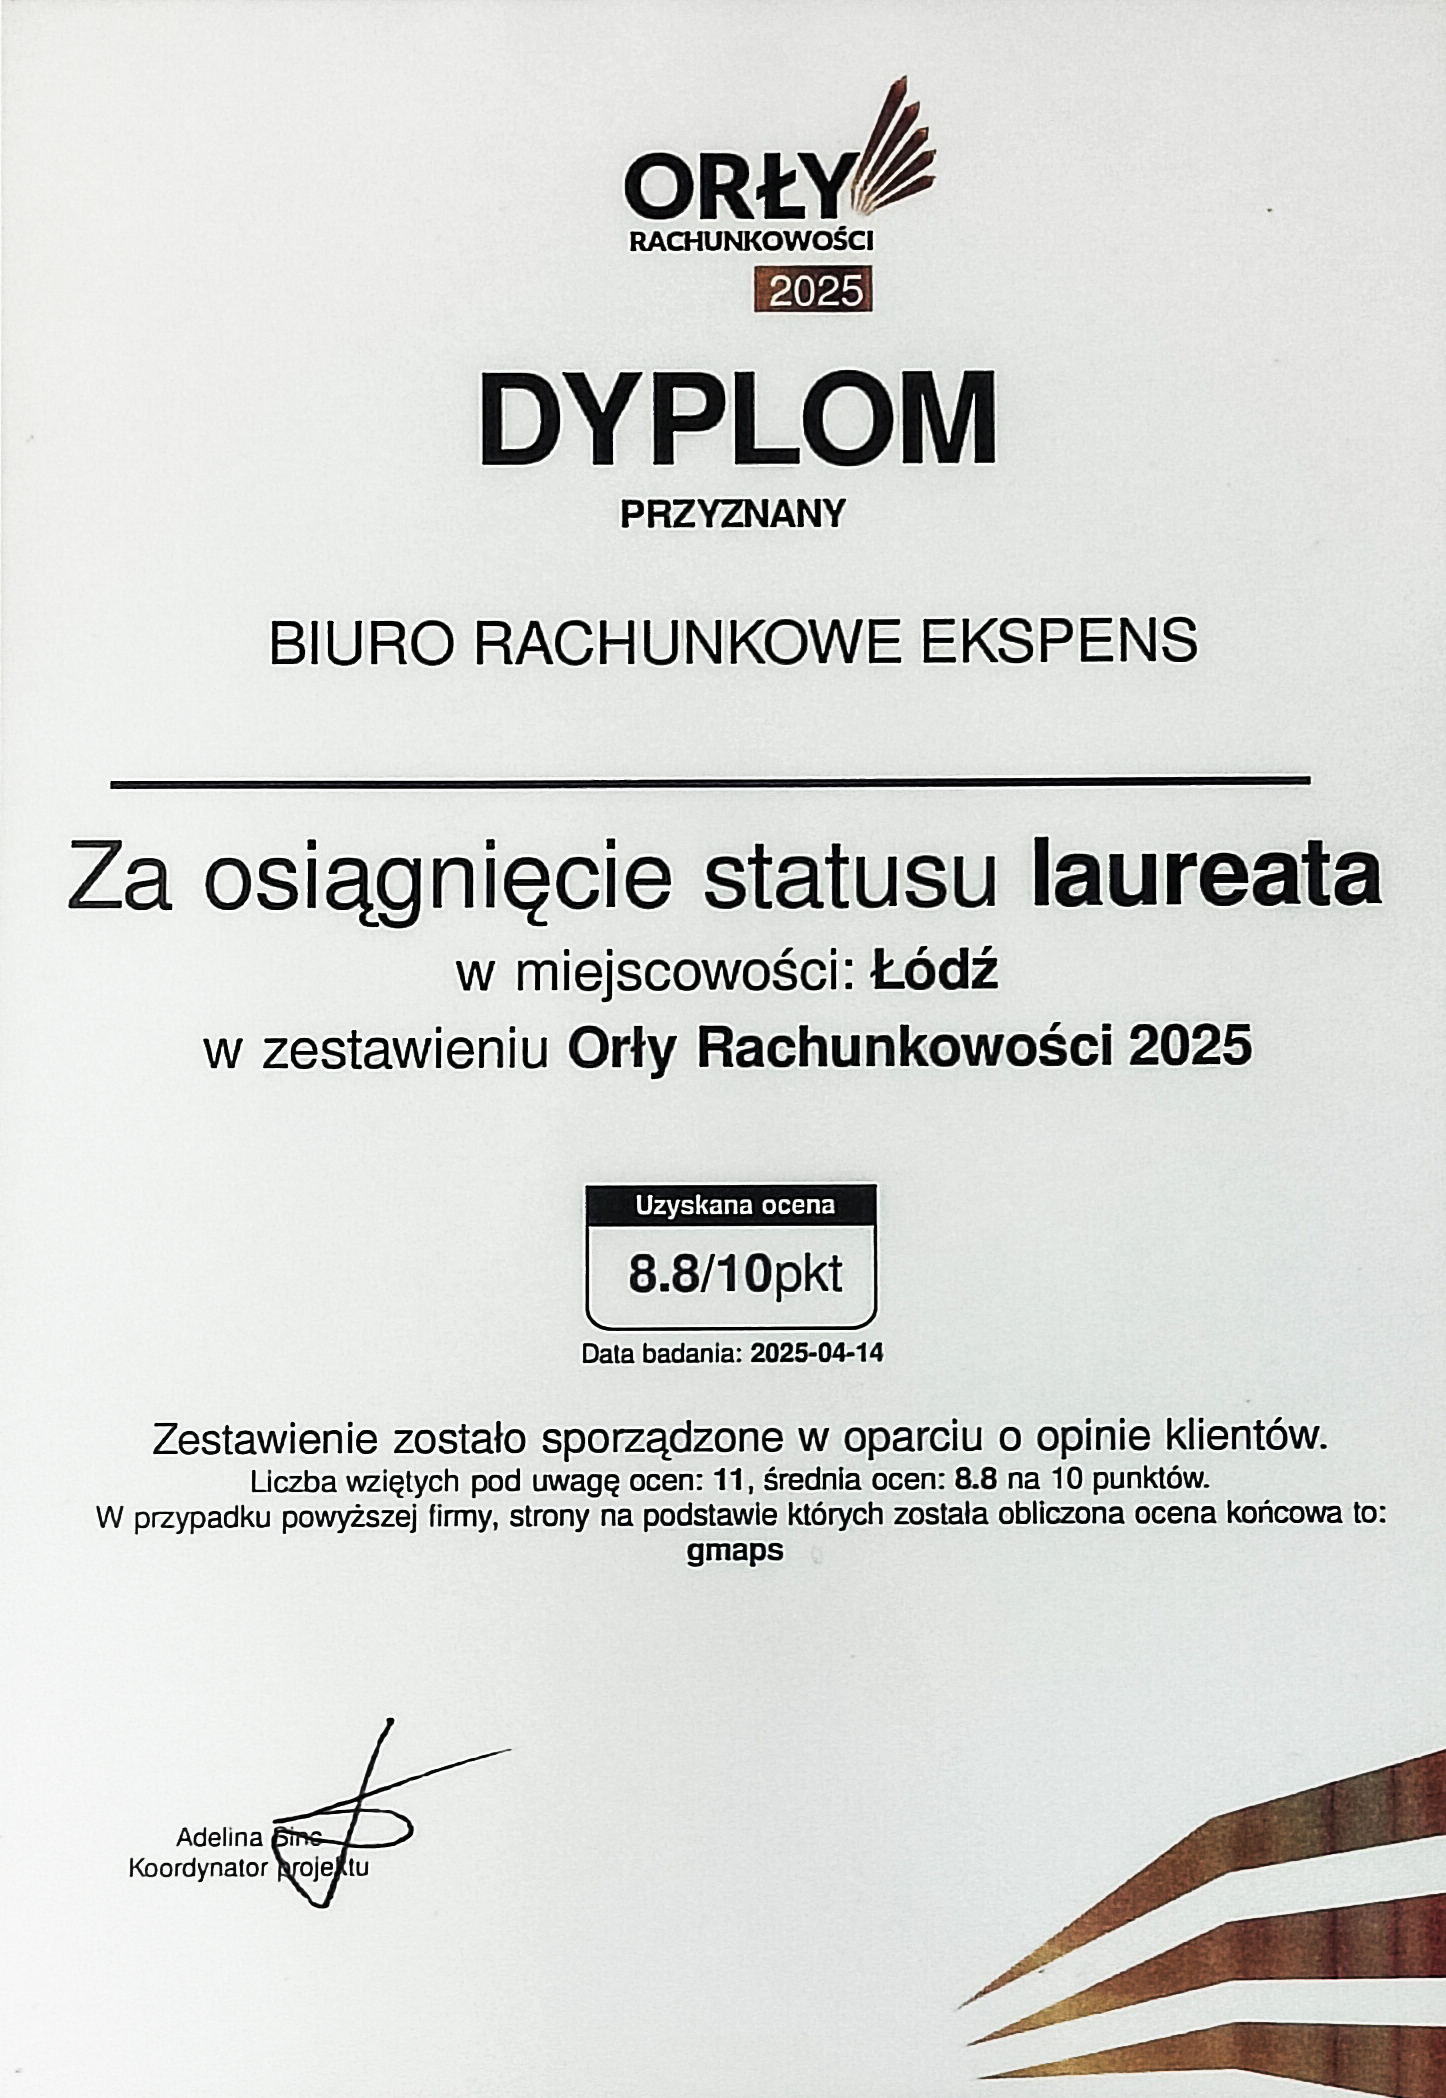 ORŁY
RACHUNKOWOŚCI
2025
DYPLOM
PRZYZNANY
BIURO RACHUNKOWE EKSPENS
Za osiągnięcie statusu laureata
w miejscowości: Łódź
w zestawieniu Orły Rachunkowości 2025
Uzyskana ocena
8.8/10pkt
Data badania: 2025-04-14
Zestawienie zostało sporządzone w oparciu o opinie klientów.
Liczba wziętych pod uwagę ocen: 11, średnia ocen: 8.8 na 10 punktów.
W przypadku powyższej firmy, strony na podstawie których została obliczona ocena końcowa to:
gmaps
Adelina
Koordynator projektu